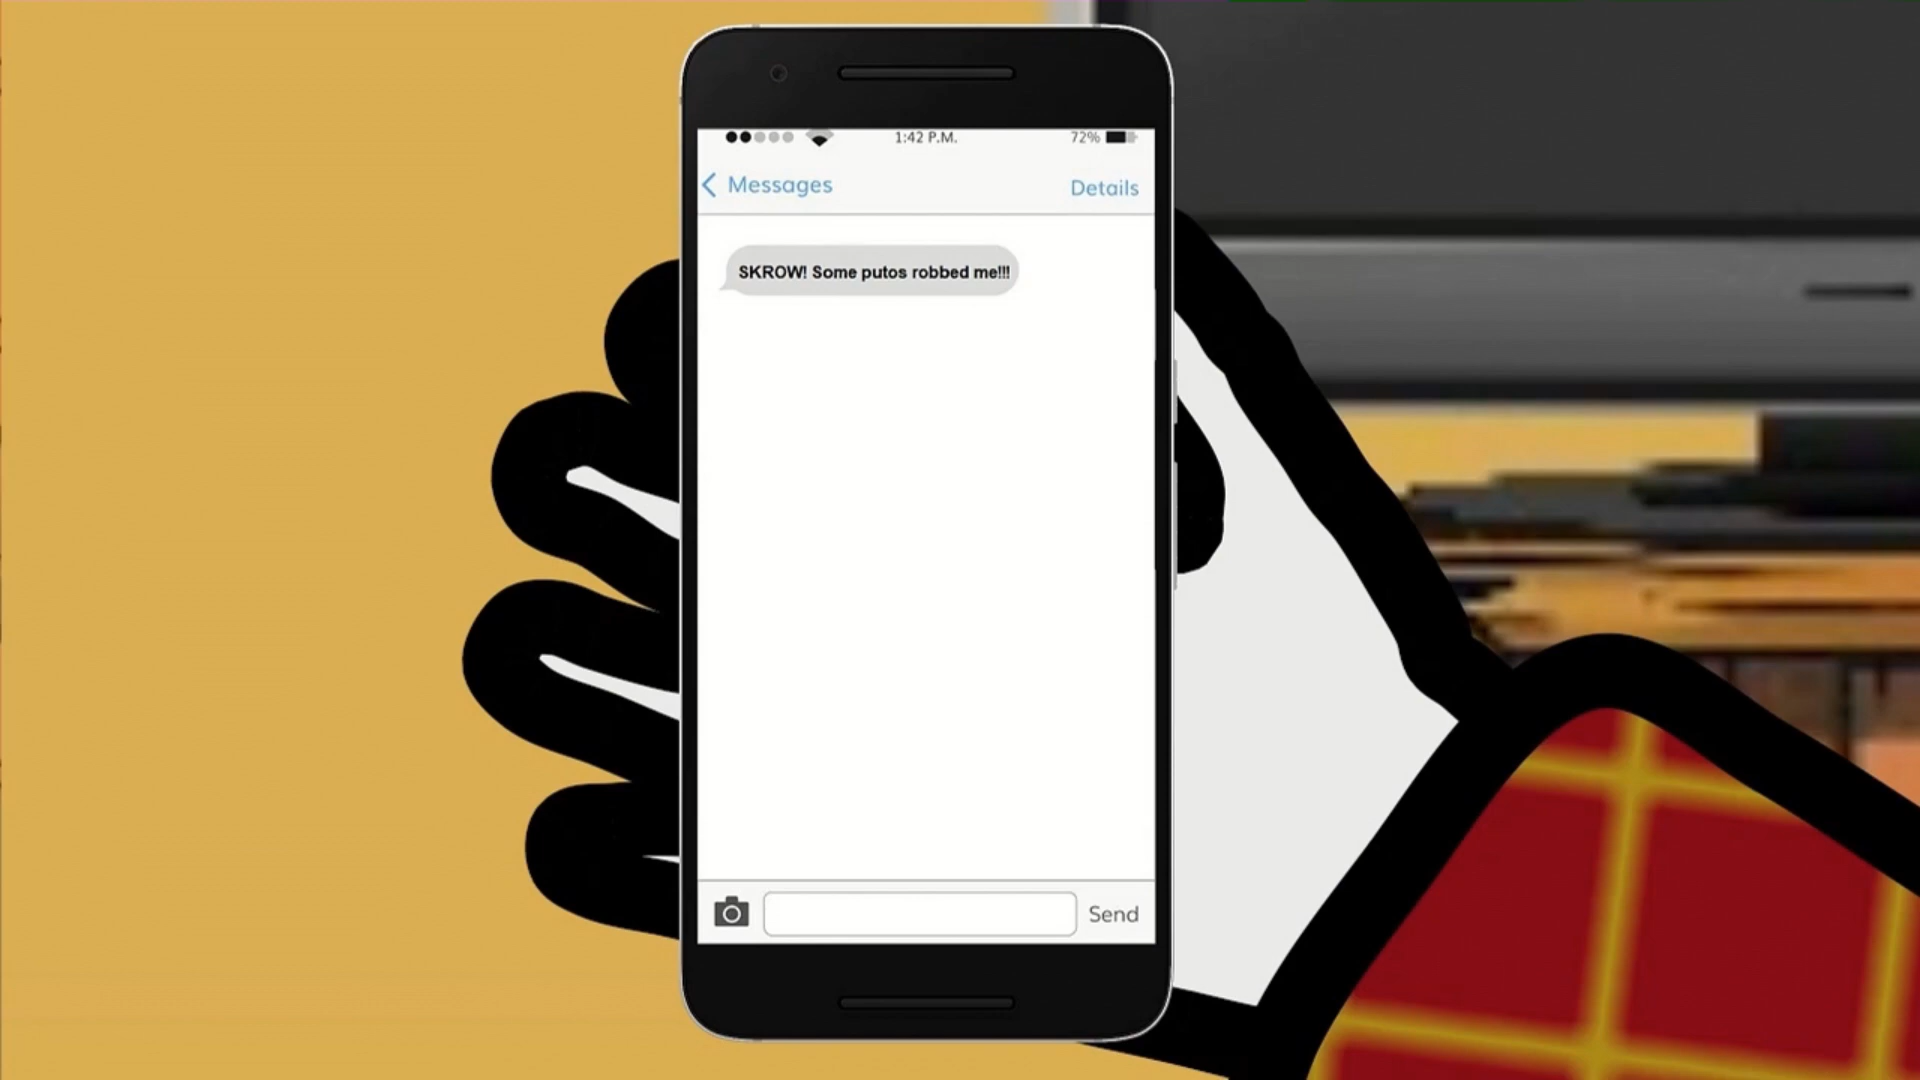 1:42 P.M.
72%
Messages
Details
SKROW! Some putos robbed me!!!
Send